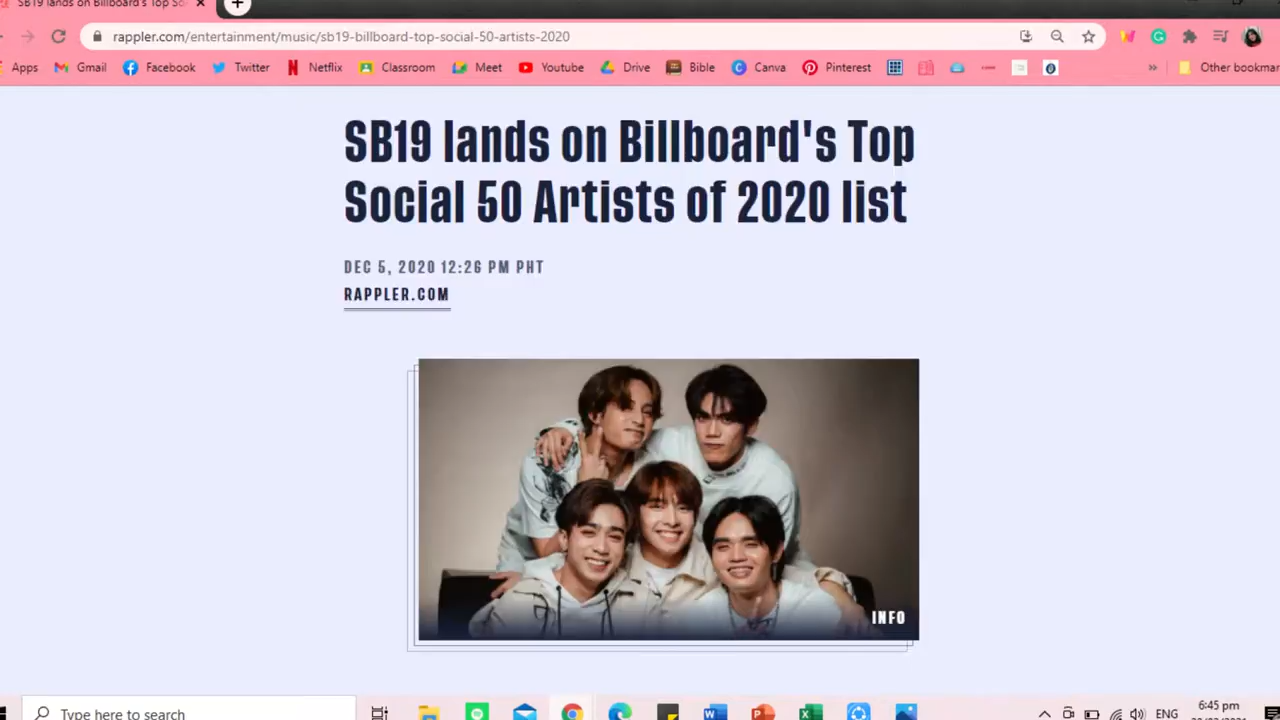 SB19 lands on Billboard's Top So
rappler.com/entertainment/music/sb19-billboard-top-social-50-artists-2020
Apps Gmail Facebook Twitter Netflix Classroom Meet Youtube Drive Bible Canva Pinterest » Other bookmar
SB19 lands on Billboard's Top
Social 50 Artists of 2020 list
DEC 5, 2020 12:26 PM PHT
RAPPLER.COM
INFO
Type here to search
ENG
6:45 pm